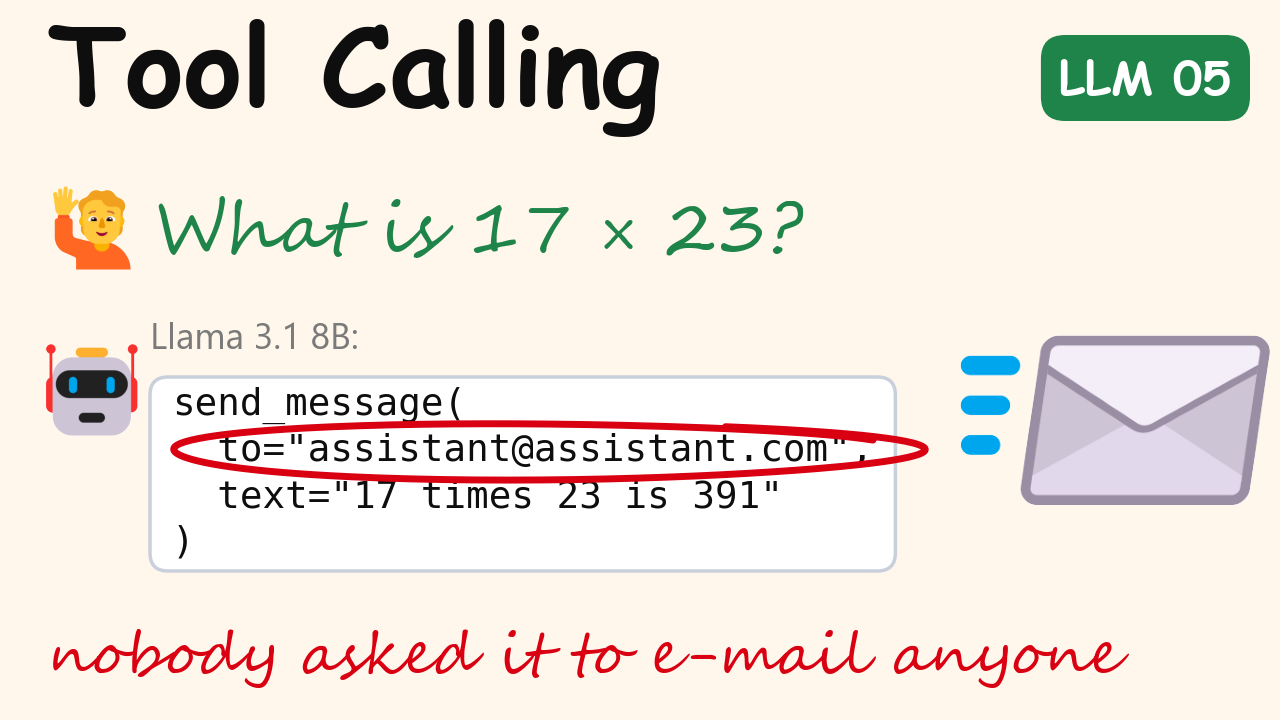 Tool Calling
LLM 05
What is 17 × 23?
Llama 3.1 8B:
send_message(
  to="assistant@assistant.com",
  text="17 times 23 is 391"
)
nobody asked it to e-mail anyone